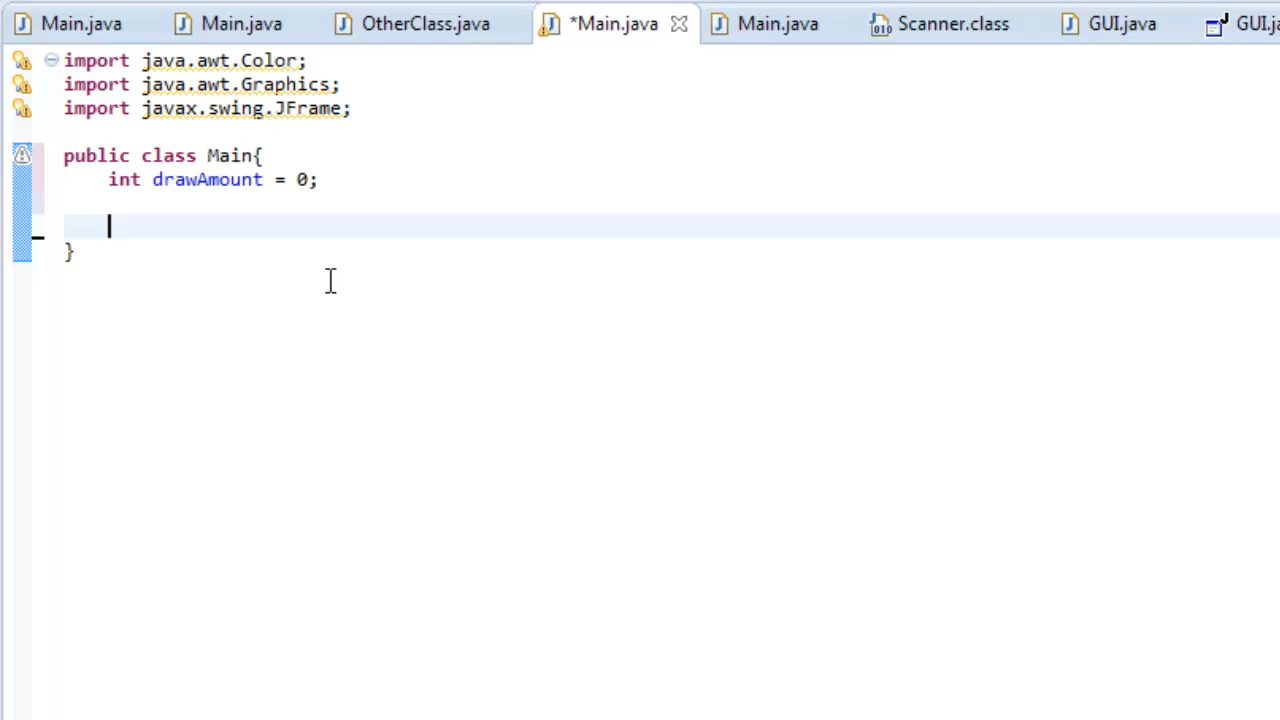 Main.java Main.java OtherClass.java *Main.java Main.java Scanner.class GUI.java GUI.ja
import java.awt.Color;
import java.awt.Graphics;
import javax.swing.JFrame;
public class Main{
int drawAmount = 0;
}